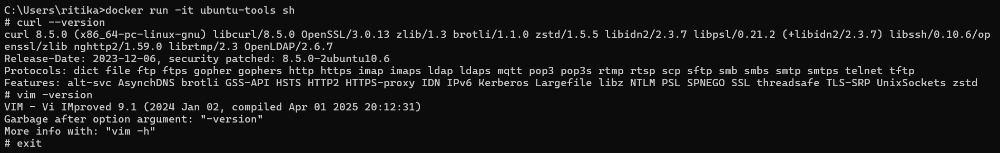 C:\Users\ritika>docker run -it ubuntu-tools sh
# curl --version
curl 8.5.0 (x86_64-pc-linux-gnu) libcurl/8.5.0 OpenSSL/3.0.13 zlib/1.3 brotli/1.1.0 zstd/1.5.5 libidn2/2.3.7 libpsl/0.21.2 (+libidn2/2.3.7) libssh/0.10.6/op
enssl/zlib nghttp2/1.59.0 librtmp/2.3 OpenLDAP/2.6.7
Release-Date: 2023-12-06, security patched: 8.5.0-2ubuntu10.6
Protocols: dict file ftp ftps gopher gophers http https imap imaps ldap ldaps mqtt pop3 pop3s rtmp rtsp scp sftp smb smbs smtp smtps telnet tftp
Features: alt-svc AsynchDNS brotli GSS-API HSTS HTTP2 HTTPS-proxy IDN IPv6 Kerberos Largefile libz NTLM PSL SPNEGO SSL threadsafe TLS-SRP UnixSockets zstd
# vim -version
VIM - Vi IMproved 9.1 (2024 Jan 02, compiled Apr 01 2025 20:12:31)
Garbage after option argument: "-version"
More info with: "vim -h"
# exit